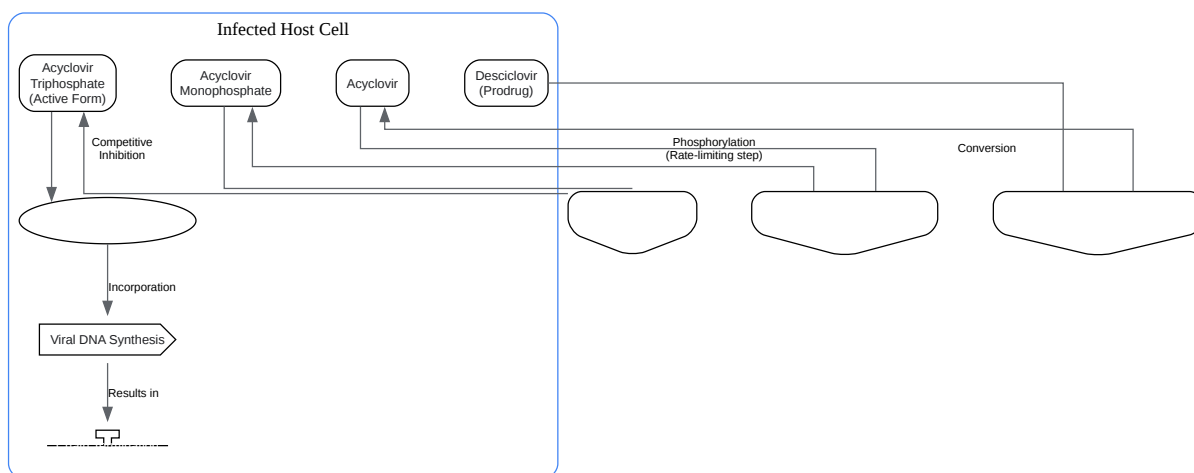 Infected Host Cell
Acyclovir
Triphosphate
(Active Form)
Acyclovir
Monophosphate
Acyclovir
Desciclovir
(Prodrug)
Competitive
Inhibition
Phosphorylation
(Rate-limiting step)
Conversion
Incorporation
Viral DNA Synthesis
Results in